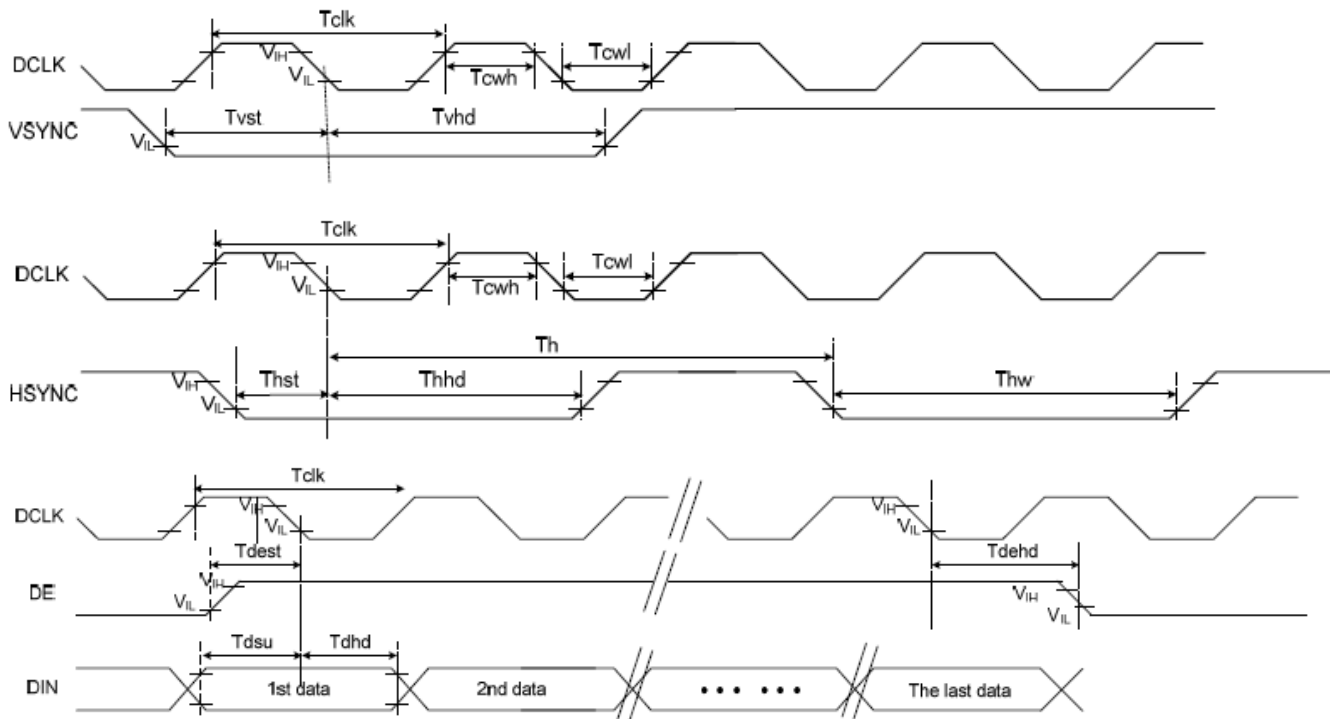 Tclk
DCLK
VIH
VIL
Tcwh
Tcwl
VSYNC
VIL
Tvst
Tvhd
Tclk
DCLK
VIH
VIL
Tcwh
Tcwl
Th
HSYNC
VIH
VIL
Thst
Thhd
Thw
Tclk
DCLK
VIH
VIL
VIH
VIL
Tdest
Tdehd
DE
VIH
VIL
VIH
VIL
Tdsu
Tdhd
DIN
1st data
2nd data
••• •••
The last data